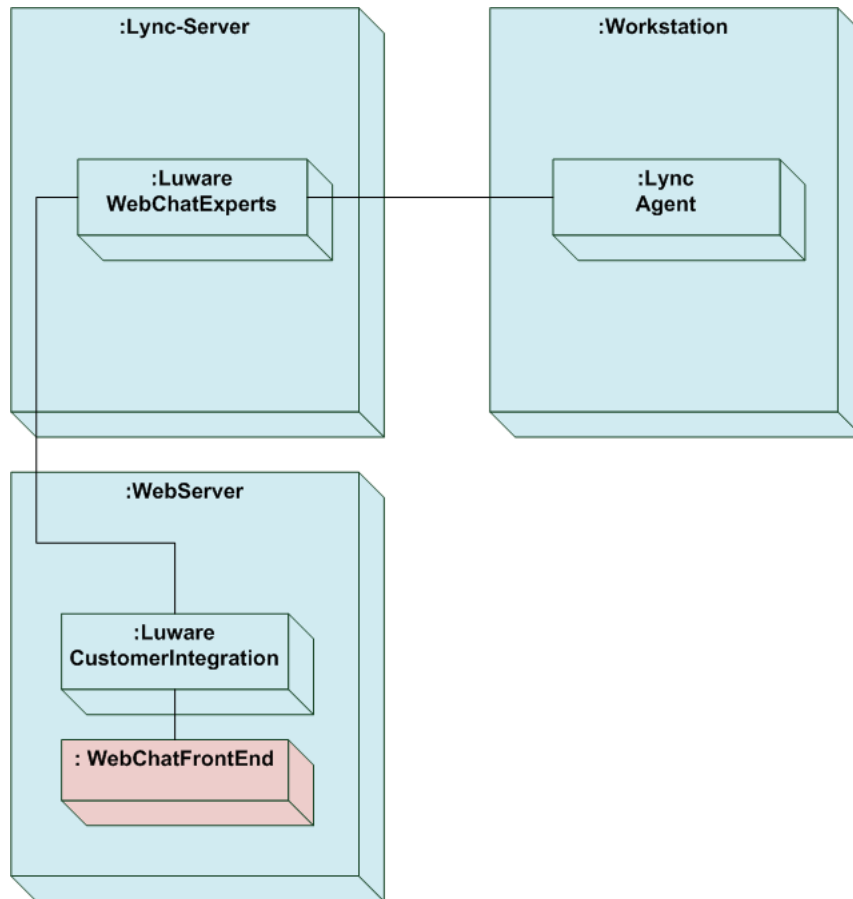 :Lync-Server
:Workstation
:Luware
WebChatExperts
:Lync
Agent
:WebServer
:Luware
CustomerIntegration
: WebChatFrontEnd